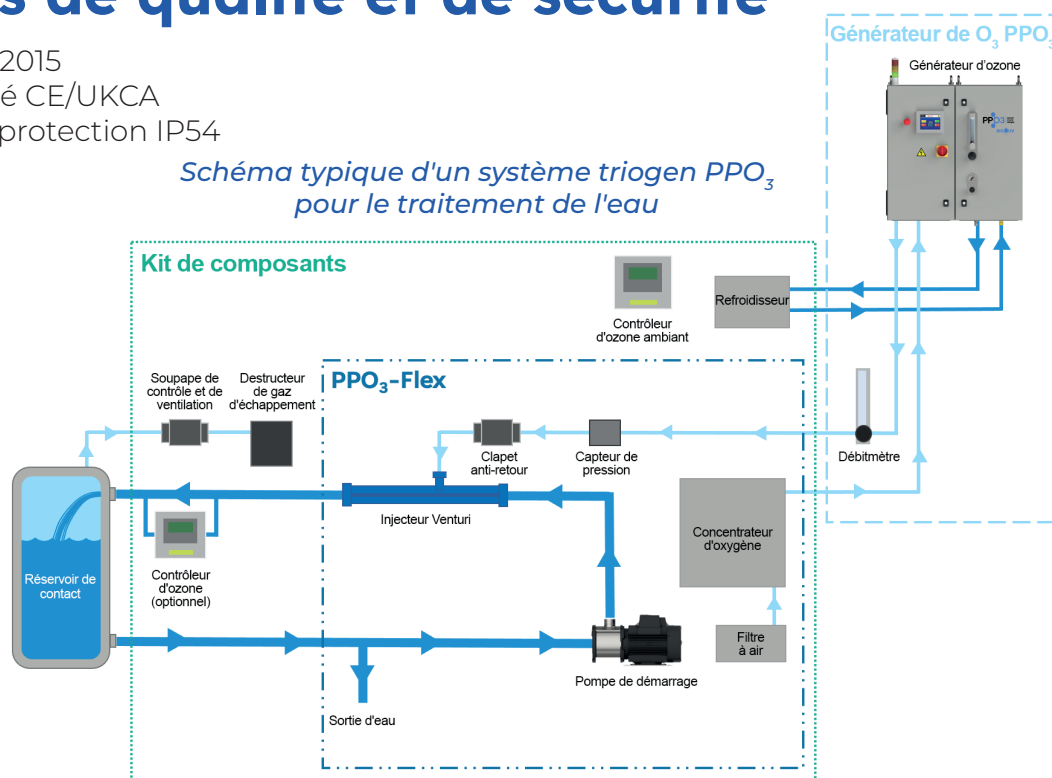 de qualité et de sécurité
2015
é CE/UKCA
protection IP54
Schéma typique d'un système triogen PPO₃
pour le traitement de l'eau
Générateur de O₃ PPO₃
Générateur d'ozone
PPO3
Kit de composants
Contrôleur
d'ozone ambiant
Refroidisseur
Soupape de
contrôle et de
ventilation
Destructeur
de gaz
d'échappement
PPO₃-Flex
Clapet
anti-retour
Capteur de
pression
Débitmètre
Injecteur Venturi
Concentrateur
d'oxygène
Réservoir de
contact
Contrôleur
d'ozone
(optionnel)
Filtre
à air
Pompe de démarrage
Sortie d'eau